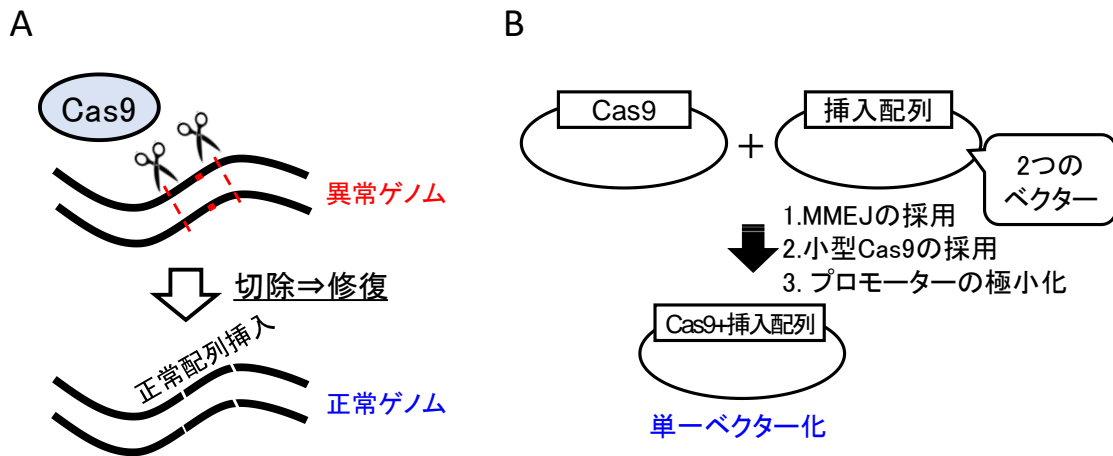 A
Cas9
異常ゲノム
切除⇒修復
正常配列挿入
正常ゲノム
B
Cas9
+
挿入配列
2つの
ベクター
1.MMEJの採用
2.小型Cas9の採用
3. プロモーターの極小化
Cas9+挿入配列
単一ベクター化